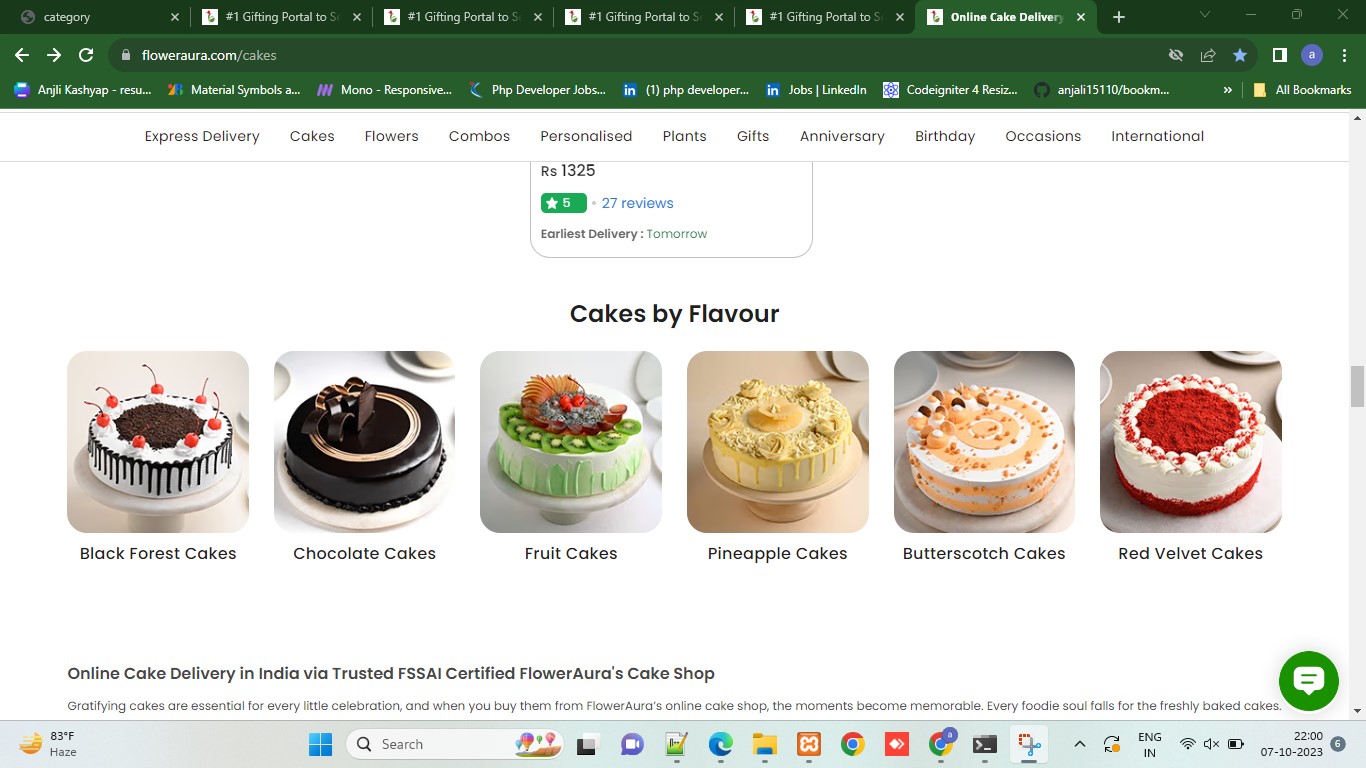 category
#1 Gifting Portal to Se
#1 Gifting Portal to Se
#1 Gifting Portal to Se
#1 Gifting Portal to Se
Online Cake Delivery
floweraura.com/cakes
a
Anjli Kashyap - resu...
Material Symbols a...
Mono - Responsive...
Php Developer Jobs...
(1) php developer...
Jobs | LinkedIn
Codeigniter 4 Resiz...
anjali15110/bookm...
»
All Bookmarks
Express Delivery Cakes Flowers Combos Personalised Plants Gifts Anniversary Birthday Occasions International
Rs 1325
5 • 27 reviews
Earliest Delivery : Tomorrow
Cakes by Flavour
Black Forest Cakes
Chocolate Cakes
Fruit Cakes
Pineapple Cakes
Butterscotch Cakes
Red Velvet Cakes
Online Cake Delivery in India via Trusted FSSAI Certified FlowerAura's Cake Shop
Gratifying cakes are essential for every little celebration, and when you buy them from FlowerAura's online cake shop, the moments become memorable. Every foodie soul falls for the freshly baked cakes.
83°F
Haze
Search
a
ENG
IN
22:00
07-10-2023
6